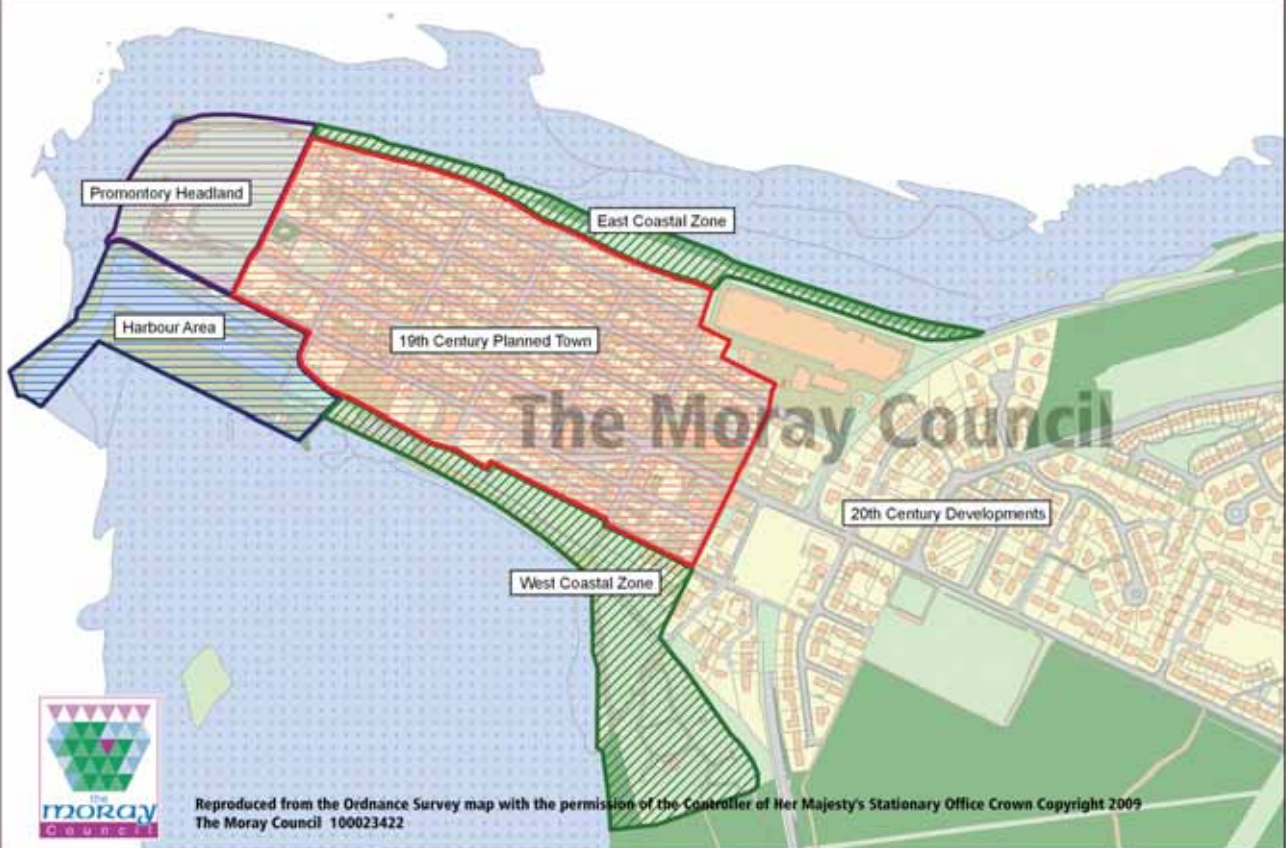 Promontory Headland
East Coastal Zone
Harbour Area
19th Century Planned Town
The Moray Council
20th Century Developments
West Coastal Zone
the
moray
Council
Reproduced from the Ordnance Survey map with the permission of the Controller of Her Majesty's Stationary Office Crown Copyright 2009
The Moray Council 100023422